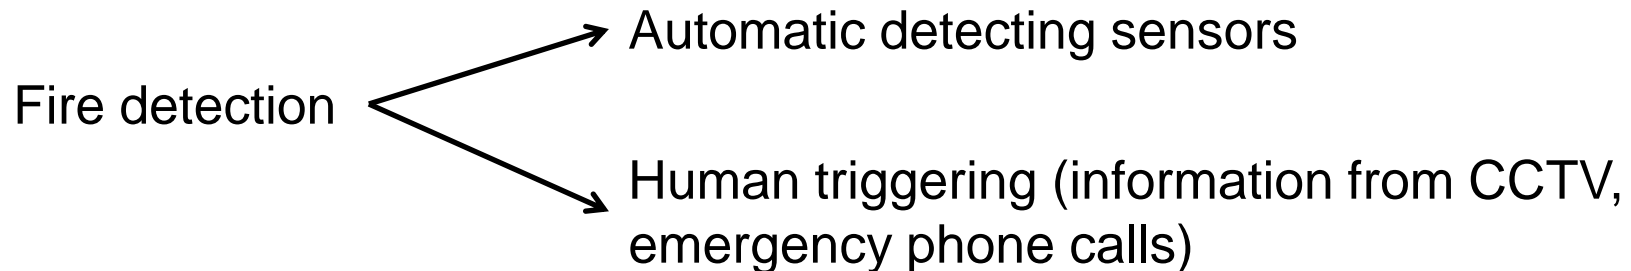 Automatic detecting sensors
Fire detection
Human triggering (information from CCTV,
emergency phone calls)